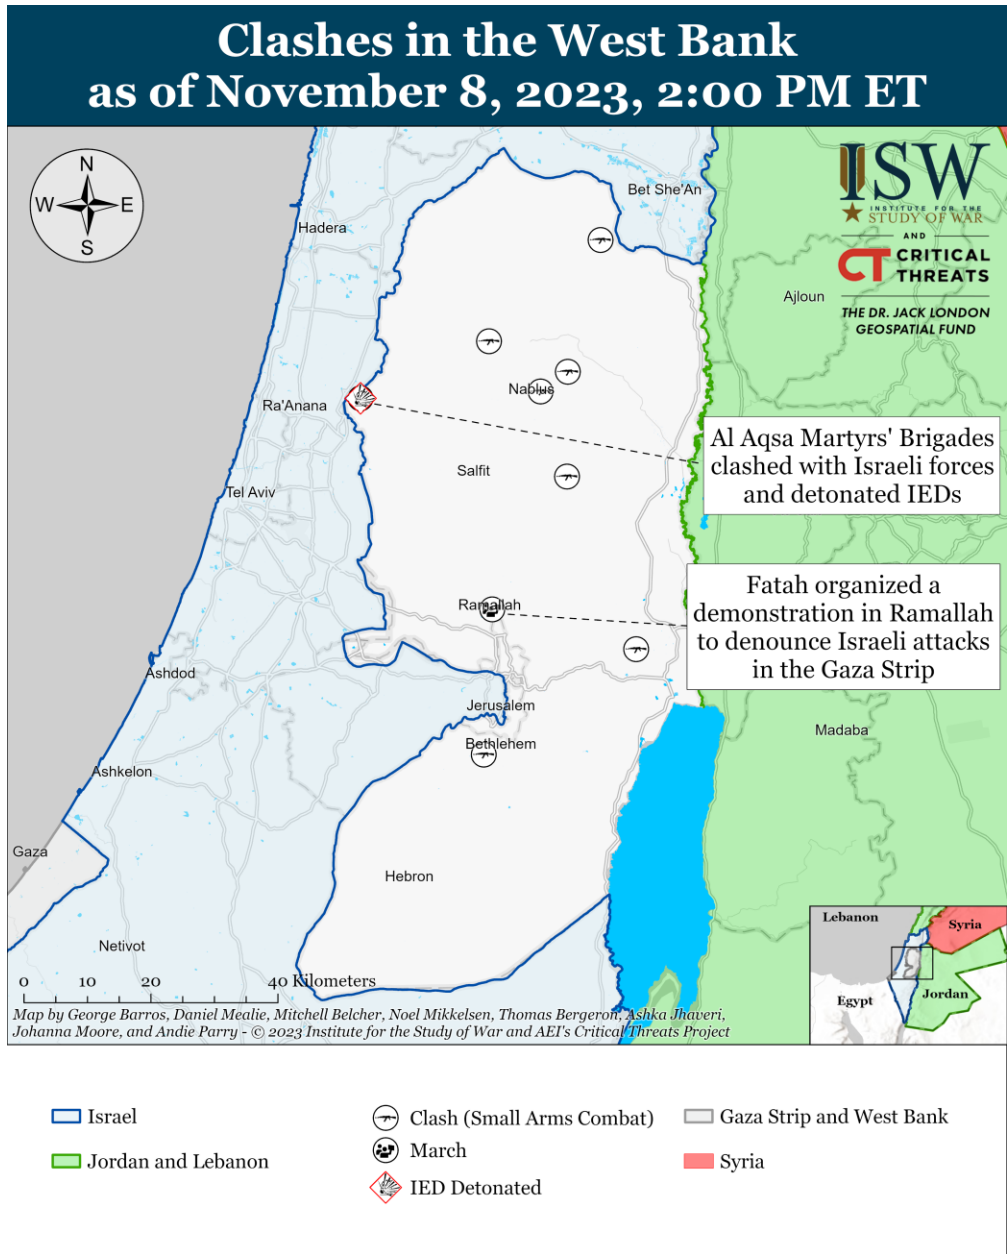 Clashes in the West Bank
as of November 8, 2023, 2:00 PM ET
N
W
E
S
Hadera
Bet She'An
ISW
INSTITUTE FOR THE
STUDY OF WAR
AND
CT CRITICAL
THREATS
THE DR. JACK LONDON
GEOSPATIAL FUND
Ajloun
Nablus
Ra'Anana
Al Aqsa Martyrs' Brigades
clashed with Israeli forces
and detonated IEDs
Salfit
Tel Aviv
Fatah organized a
demonstration in Ramallah
to denounce Israeli attacks
in the Gaza Strip
Ramallah
Ashdod
Jerusalem
Madaba
Bethlehem
Ashkelon
Gaza
Hebron
Netivot
Lebanon
Syria
Jordan
Egypt
0 10 20 40 Kilometers
Map by George Barros, Daniel Mealie, Mitchell Belcher, Noel Mikkelsen, Thomas Bergeron, Ashka Jhaveri,
Johanna Moore, and Andie Parry - © 2023 Institute for the Study of War and AEI's Critical Threats Project
Israel
Jordan and Lebanon
Clash (Small Arms Combat)
March
IED Detonated
Gaza Strip and West Bank
Syria